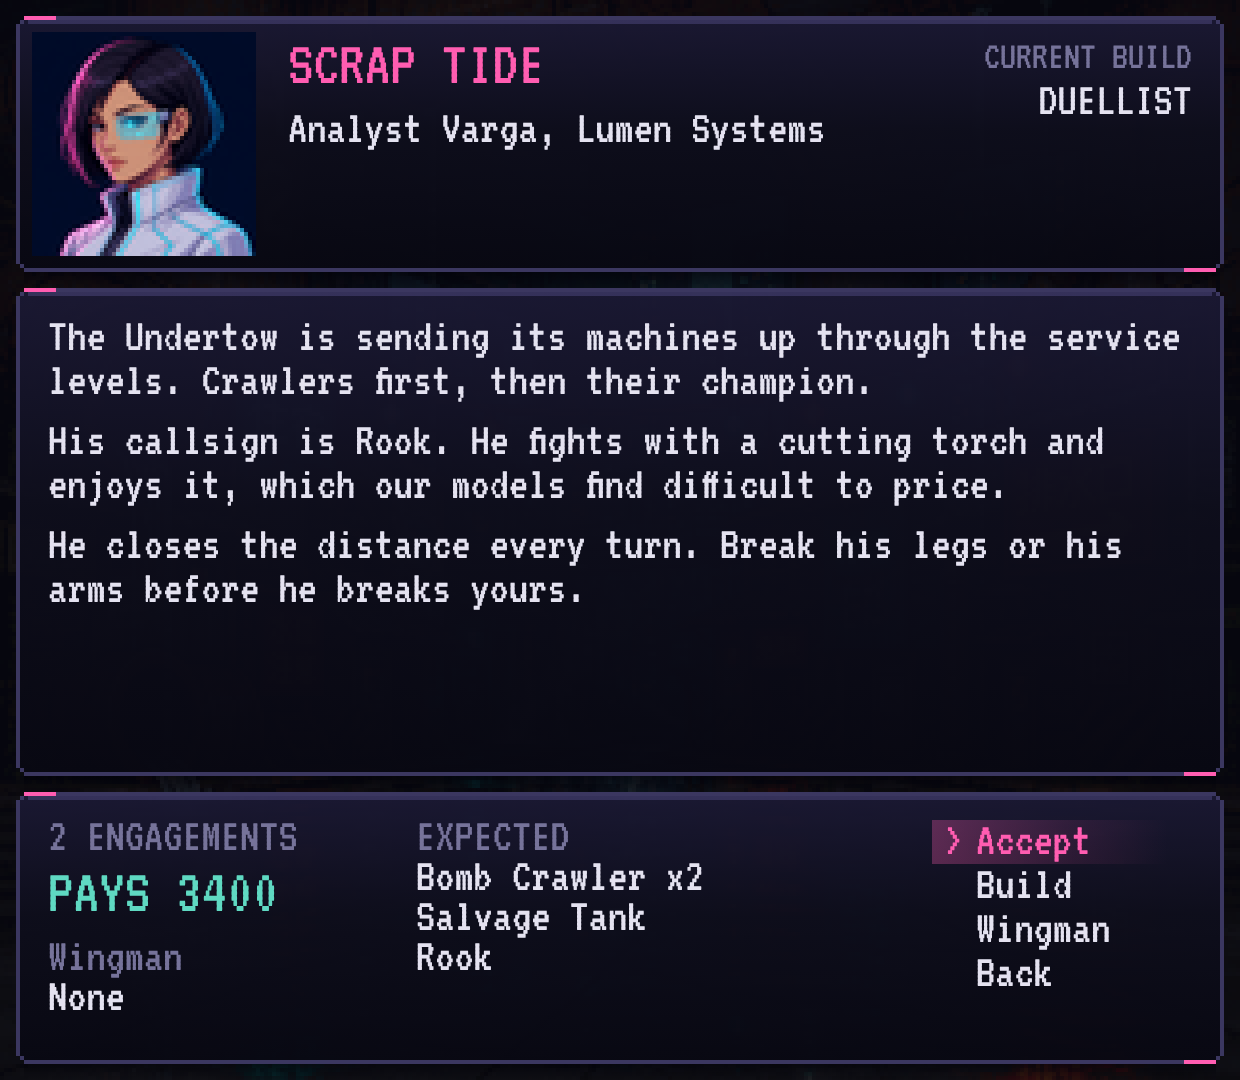 SCRAP TIDE
Analyst Varga, Lumen Systems
CURRENT BUILD
DUELLIST
The Undertow is sending its machines up through the service
levels. Crawlers first, then their champion.
His callsign is Rook. He fights with a cutting torch and
enjoys it, which our models find difficult to price.
He closes the distance every turn. Break his legs or his
arms before he breaks yours.
2 ENGAGEMENTS
PAYS 3400
Wingman
None
EXPECTED
Bomb Crawler x2
Salvage Tank
Rook
> Accept
Build
Wingman
Back